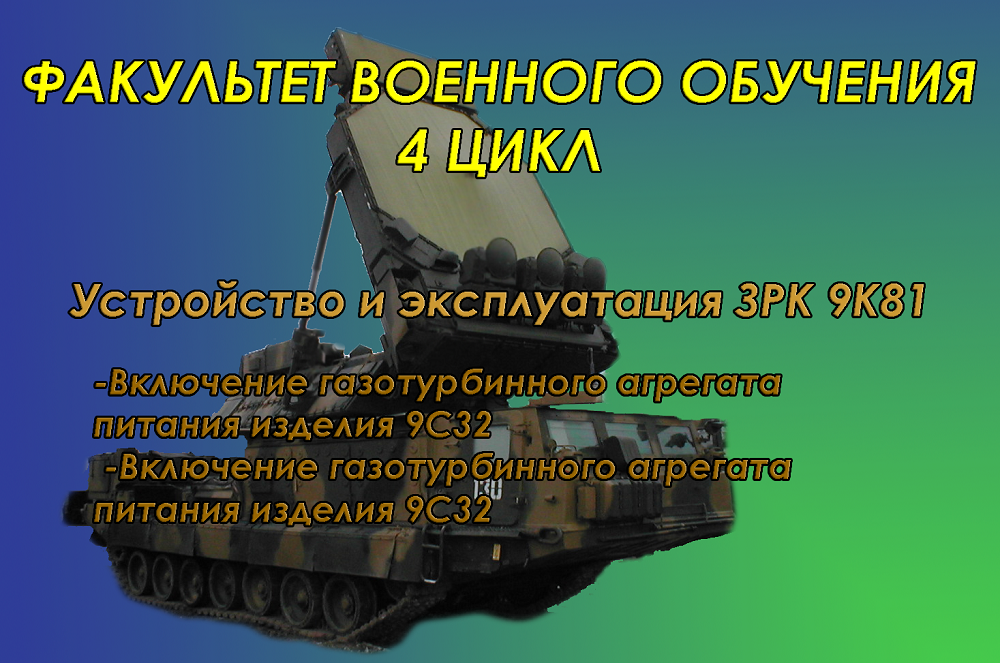 ФАКУЛЬТЕТ ВОЕННОГО ОБУЧЕНИЯ
4 ЦИКЛ
Устройство и эксплуатация ЗРК 9К81
-Включение газотурбинного агрегата
питания изделия 9С32
-Включение газотурбинного агрегата
питания изделия 9С32